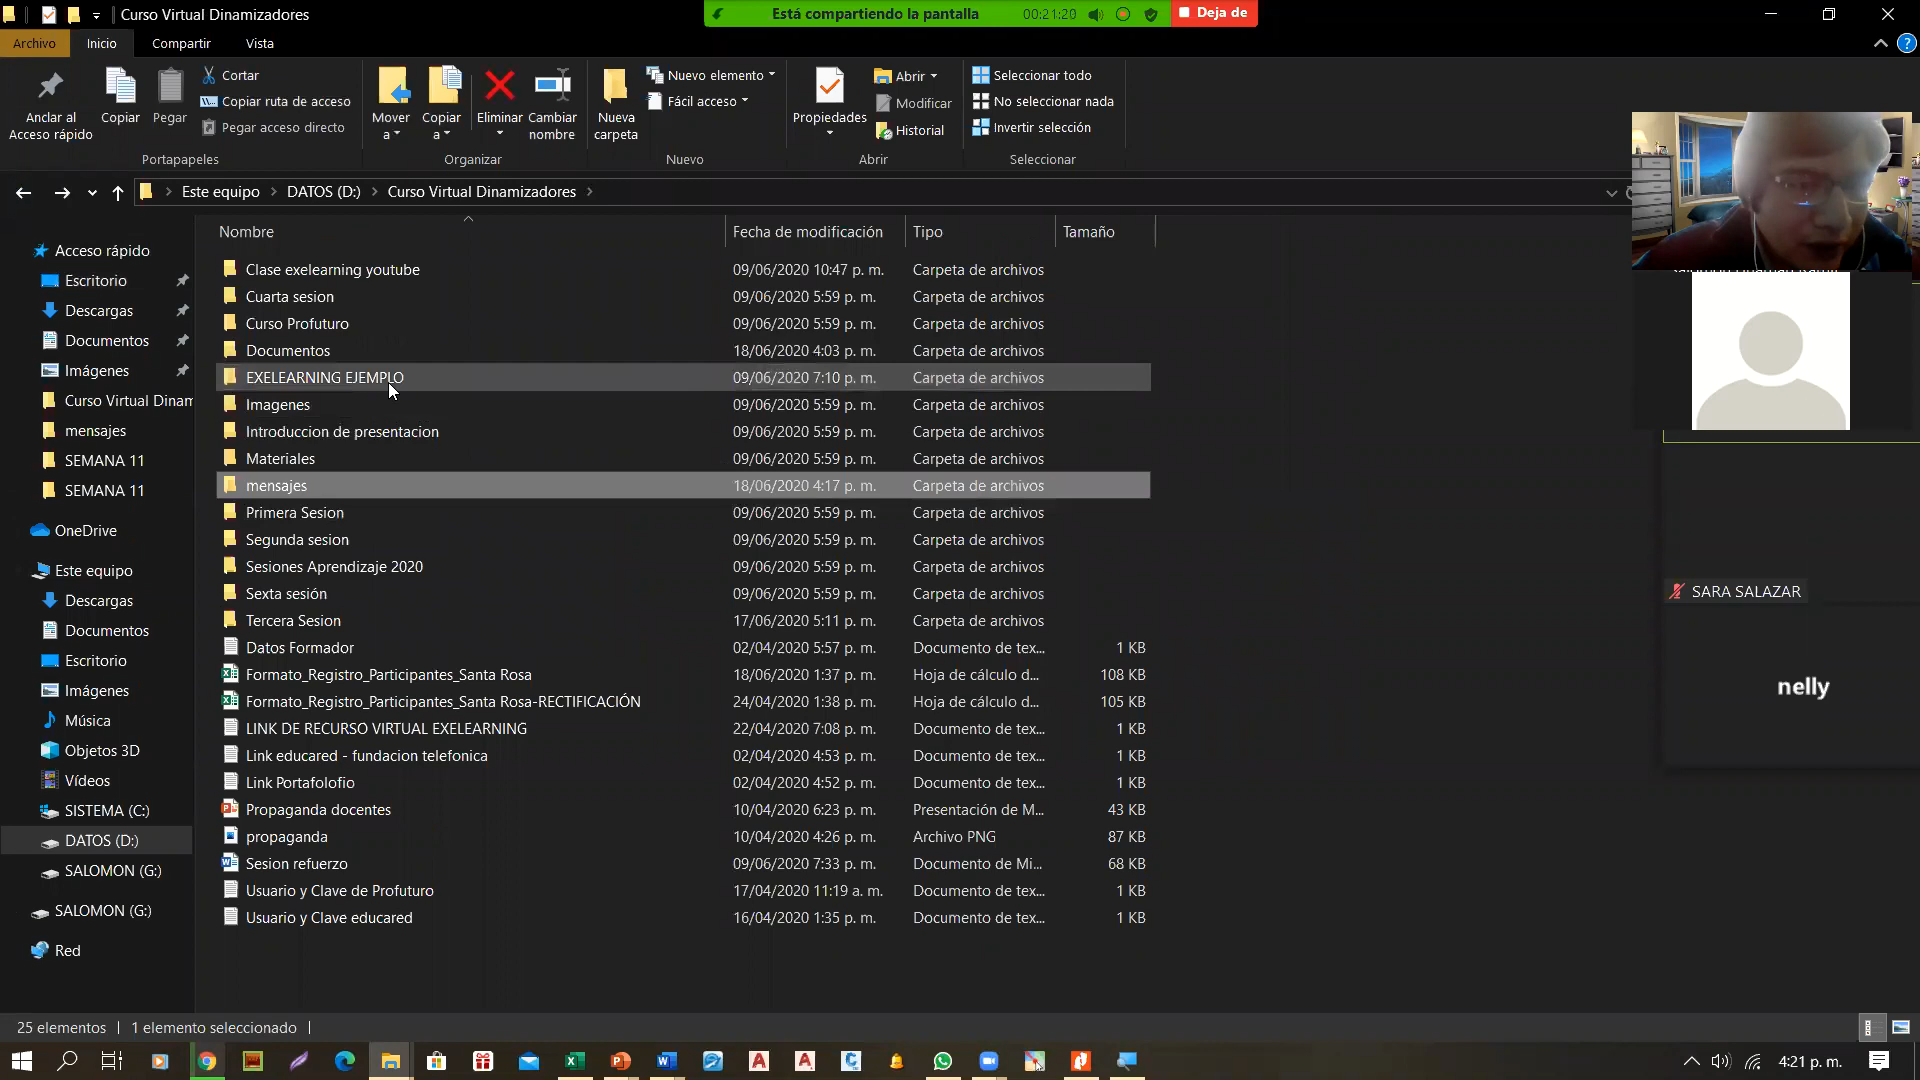 Curso Virtual Dinamizadores
Está compartiendo la pantalla
00:21:20
Deja de
Archivo
Inicio
Compartir
Vista
Anclar al
Acceso rápido
Copiar
Pegar
Cortar
Copiar ruta de acceso
Pegar acceso directo
Portapapeles
Mover
a
Copiar
a
Eliminar
Cambiar
nombre
Organizar
Nueva
carpeta
Nuevo elemento
Fácil acceso
Nuevo
Propiedades
Abrir
Modificar
Historial
Abrir
Seleccionar todo
No seleccionar nada
Invertir selección
Seleccionar
Este equipo > DATOS (D:) > Curso Virtual Dinamizadores >
Acceso rápido
Escritorio
Descargas
Documentos
Imágenes
Curso Virtual Dinam
mensajes
SEMANA 11
SEMANA 11
OneDrive
Este equipo
Descargas
Documentos
Escritorio
Imágenes
Música
Objetos 3D
Vídeos
SISTEMA (C:)
DATOS (D:)
SALOMON (G:)
SALOMON (G:)
Red
Nombre Fecha de modificación Tipo Tamaño
Clase exelearning youtube 09/06/2020 10:47 p. m. Carpeta de archivos
Cuarta sesion 09/06/2020 5:59 p. m. Carpeta de archivos
Curso Profuturo 09/06/2020 5:59 p. m. Carpeta de archivos
Documentos 18/06/2020 4:03 p. m. Carpeta de archivos
EXELEARNING EJEMPLO 09/06/2020 7:10 p. m. Carpeta de archivos
Imagenes 09/06/2020 5:59 p. m. Carpeta de archivos
Introduccion de presentacion 09/06/2020 5:59 p. m. Carpeta de archivos
Materiales 09/06/2020 5:59 p. m. Carpeta de archivos
mensajes 18/06/2020 4:17 p. m. Carpeta de archivos
Primera Sesion 09/06/2020 5:59 p. m. Carpeta de archivos
Segunda sesion 09/06/2020 5:59 p. m. Carpeta de archivos
Sesiones Aprendizaje 2020 09/06/2020 5:59 p. m. Carpeta de archivos
Sexta sesión 09/06/2020 5:59 p. m. Carpeta de archivos
Tercera Sesion 17/06/2020 5:11 p. m. Carpeta de archivos
Datos Formador 02/04/2020 5:57 p. m. Documento de tex... 1 KB
Formato_Registro_Participantes_Santa Rosa 18/06/2020 1:37 p. m. Hoja de cálculo d... 108 KB
Formato_Registro_Participantes_Santa Rosa-RECTIFICACIÓN 24/04/2020 1:38 p. m. Hoja de cálculo d... 105 KB
LINK DE RECURSO VIRTUAL EXELEARNING 22/04/2020 7:08 p. m. Documento de tex... 1 KB
Link educared - fundacion telefonica 02/04/2020 4:53 p. m. Documento de tex... 1 KB
Link Portafolofio 02/04/2020 4:52 p. m. Documento de tex... 1 KB
Propaganda docentes 10/04/2020 6:23 p. m. Presentación de M... 43 KB
propaganda 10/04/2020 4:26 p. m. Archivo PNG 87 KB
Sesion refuerzo 09/06/2020 7:33 p. m. Documento de Mi... 68 KB
Usuario y Clave de Profuturo 17/04/2020 11:19 a. m. Documento de tex... 1 KB
Usuario y Clave educared 16/04/2020 1:35 p. m. Documento de tex... 1 KB
SARA SALAZAR
nelly
25 elementos
1 elemento seleccionado
4:21 p. m.